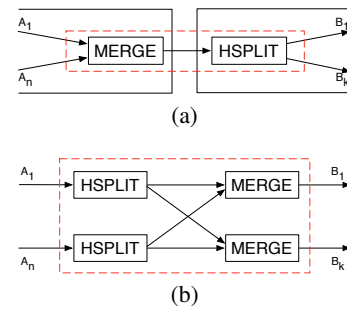 A1 B1
MERGE HSPLIT
An Bk
(a)
A1 HSPLIT MERGE B1
An HSPLIT MERGE Bk
(b)